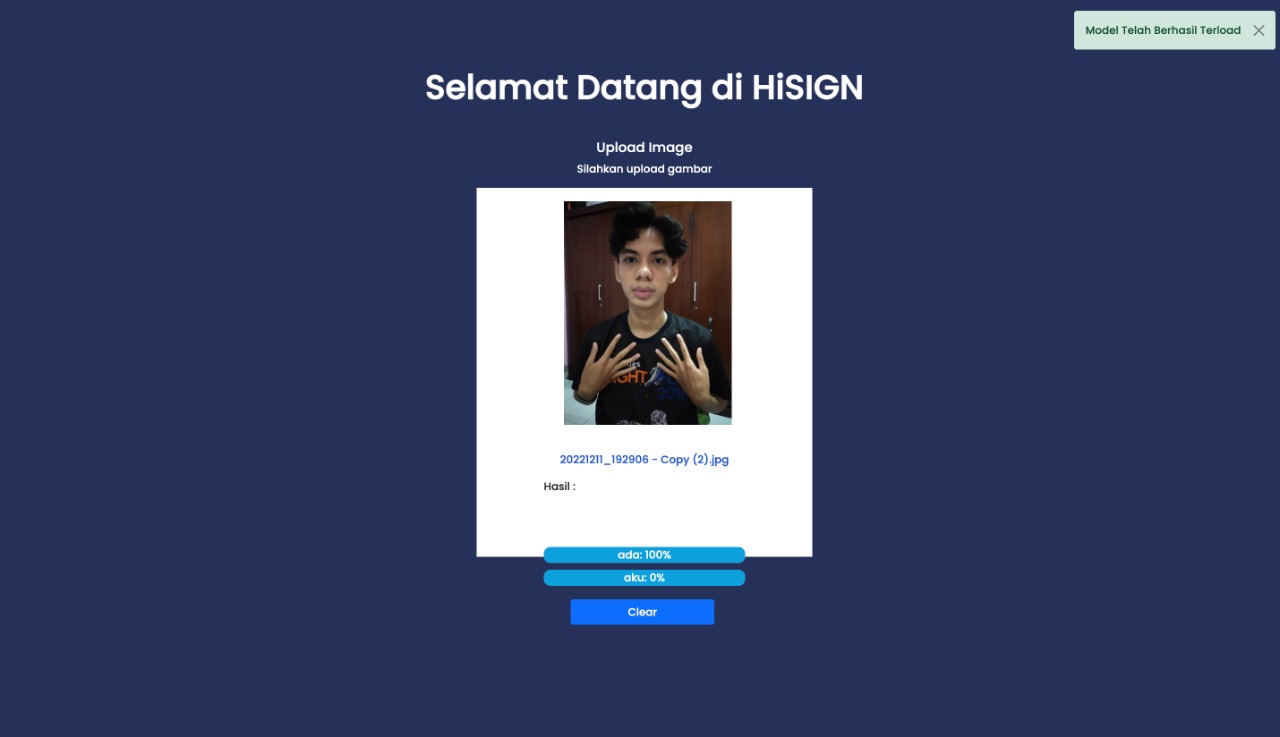 Model Telah Berhasil Terload
Selamat Datang di HiSIGN
Upload Image
Silahkan upload gambar
20221211_192906 - Copy (2).jpg
Hasil :
ada: 100%
aku: 0%
Clear